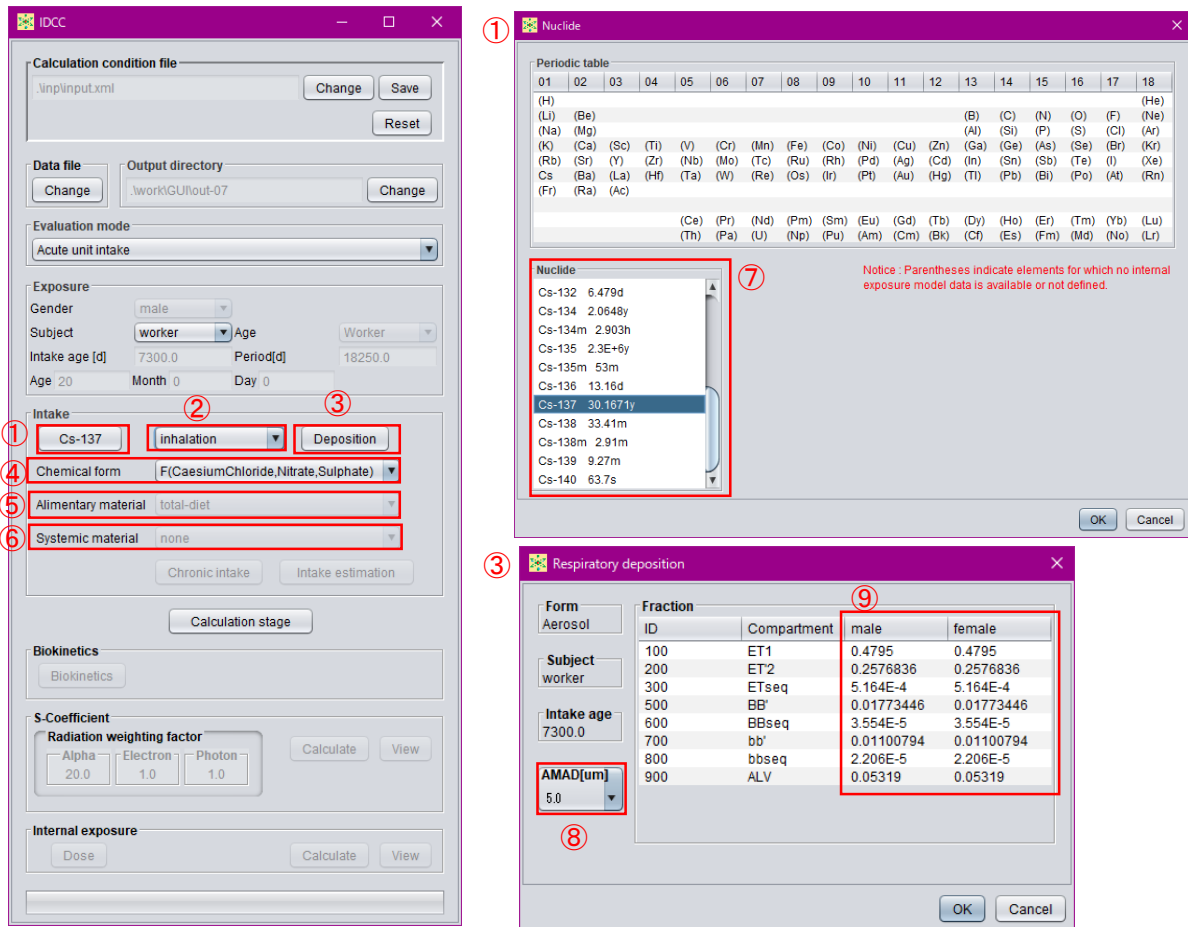 IDCC
Calculation condition file
.\inp\input.xml Change Save
Reset
Data file Output directory
Change .\work\GUI\out-07 Change
Evaluation mode
Acute unit intake
Exposure
Gender male
Subject worker Age Worker
Intake age [d] 7300.0 Period[d] 18250.0
Age 20 Month 0 Day 0
Intake ② ③
① Cs-137 inhalation Deposition
④ Chemical form F(CaesiumChloride,Nitrate,Sulphate)
⑤ Alimentary material total-diet
⑥ Systemic material none
Chronic intake Intake estimation
Calculation stage
Biokinetics
Biokinetics
S-Coefficient
Radiation weighting factor
Alpha Electron Photon
20.0 1.0 1.0 Calculate View
Internal exposure
Dose Calculate View
① Nuclide
Periodic table
01 02 03 04 05 06 07 08 09 10 11 12 13 14 15 16 17 18
(H) (He)
(Li) (Be) (B) (C) (N) (O) (F) (Ne)
(Na) (Mg) (Al) (Si) (P) (S) (Cl) (Ar)
(K) (Ca) (Sc) (Ti) (V) (Cr) (Mn) (Fe) (Co) (Ni) (Cu) (Zn) (Ga) (Ge) (As) (Se) (Br) (Kr)
(Rb) (Sr) (Y) (Zr) (Nb) (Mo) (Tc) (Ru) (Rh) (Pd) (Ag) (Cd) (In) (Sn) (Sb) (Te) (I) (Xe)
Cs (Ba) (La) (Hf) (Ta) (W) (Re) (Os) (Ir) (Pt) (Au) (Hg) (Tl) (Pb) (Bi) (Po) (At) (Rn)
(Fr) (Ra) (Ac)
(Ce) (Pr) (Nd) (Pm) (Sm) (Eu) (Gd) (Tb) (Dy) (Ho) (Er) (Tm) (Yb) (Lu)
(Th) (Pa) (U) (Np) (Pu) (Am) (Cm) (Bk) (Cf) (Es) (Fm) (Md) (No) (Lr)
Nuclide ⑦
Cs-132 6.479d
Cs-134 2.0648y
Cs-134m 2.903h
Cs-135 2.3E+6y
Cs-135m 53m
Cs-136 13.16d
Cs-137 30.1671y
Cs-138 33.41m
Cs-138m 2.91m
Cs-139 9.27m
Cs-140 63.7s
Notice : Parentheses indicate elements for which no internal
exposure model data is available or not defined.
OK Cancel
③ Respiratory deposition
Form
Aerosol
Subject
worker
Intake age
7300.0
AMAD[um]
5.0
⑧
Fraction ⑨
ID Compartment male female
100 ET1 0.4795 0.4795
200 ET'2 0.2576836 0.2576836
300 ETseq 5.164E-4 5.164E-4
500 BB' 0.01773446 0.01773446
600 BBseq 3.554E-5 3.554E-5
700 bb' 0.01100794 0.01100794
800 bbseq 2.206E-5 2.206E-5
900 ALV 0.05319 0.05319
OK Cancel